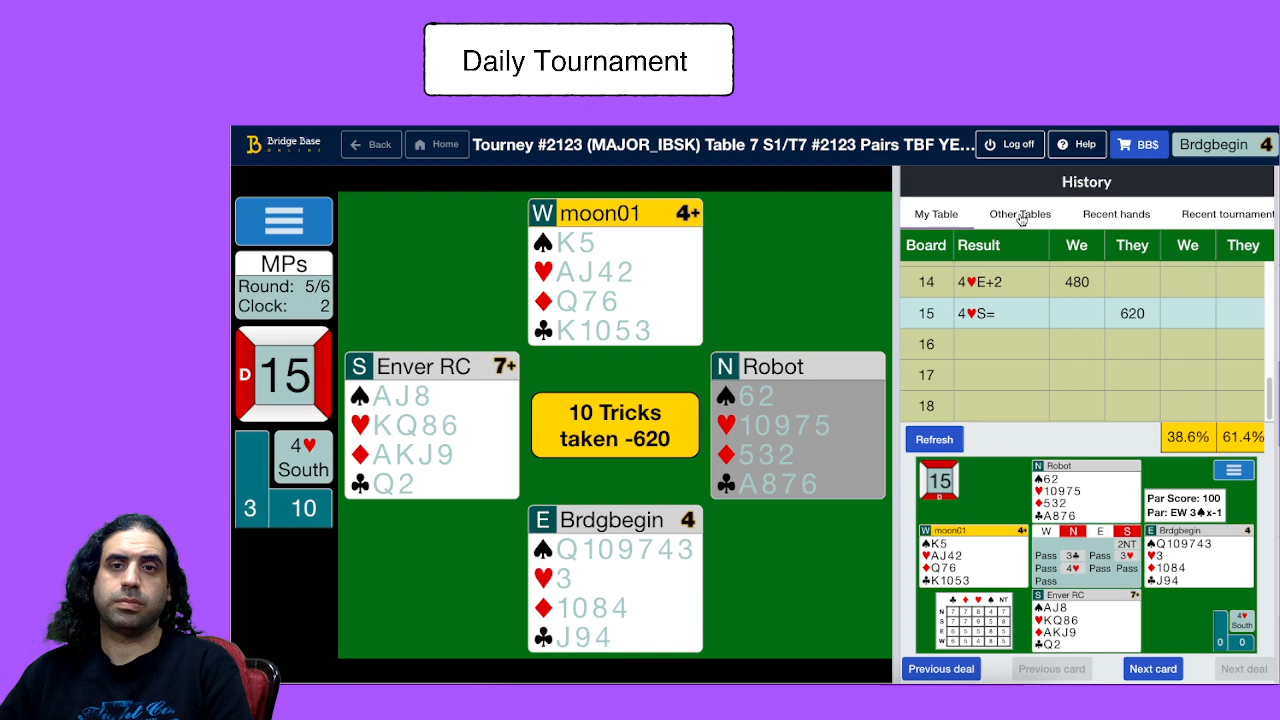 Daily Tournament
B Bridge Base
ONLINE
Back
Home
Tourney #2123 (MAJOR_IBSK) Table 7 S1/T7 #2123 Pairs TBF YE...
Log off
Help
BB$
Brdgbegin 4
MPs
Round: 5/6
Clock: 2
D 15
4♥
South
3 10
W moon01 4+
♠K5
♥AJ42
♦Q76
♣K1053
S Enver RC 7+
♠AJ8
♥KQ86
♦AKJ9
♣Q2
10 Tricks
taken -620
N Robot
♠62
♥10975
♦532
♣A876
E Brdgbegin 4
♠Q109743
♥3
♦1084
♣J94
History
My Table Other Tables Recent hands Recent tournament
Board Result We They We They
14 4♥E+2 480
15 4♥S= 620
16
17
18
Refresh
38.6% 61.4%
15
D
N Robot
♠62
♥10975
♦532
♣A876
Par Score: 100
Par: EW 3♠x-1
W moon01 4+
♠K5
♥AJ42
♦Q76
♣K1053
W N E S
2NT
Pass 3♣ Pass 3♥
Pass 4♥ Pass Pass
Pass
E Brdgbegin 4
♠Q109743
♥3
♦1084
♣J94
S Enver RC 7+
♠AJ8
♥KQ86
♦AKJ9
♣Q2
♣ ♦ ♥ ♠ NT
4♥
South
0 0
Previous deal
Previous card
Next card
Next deal